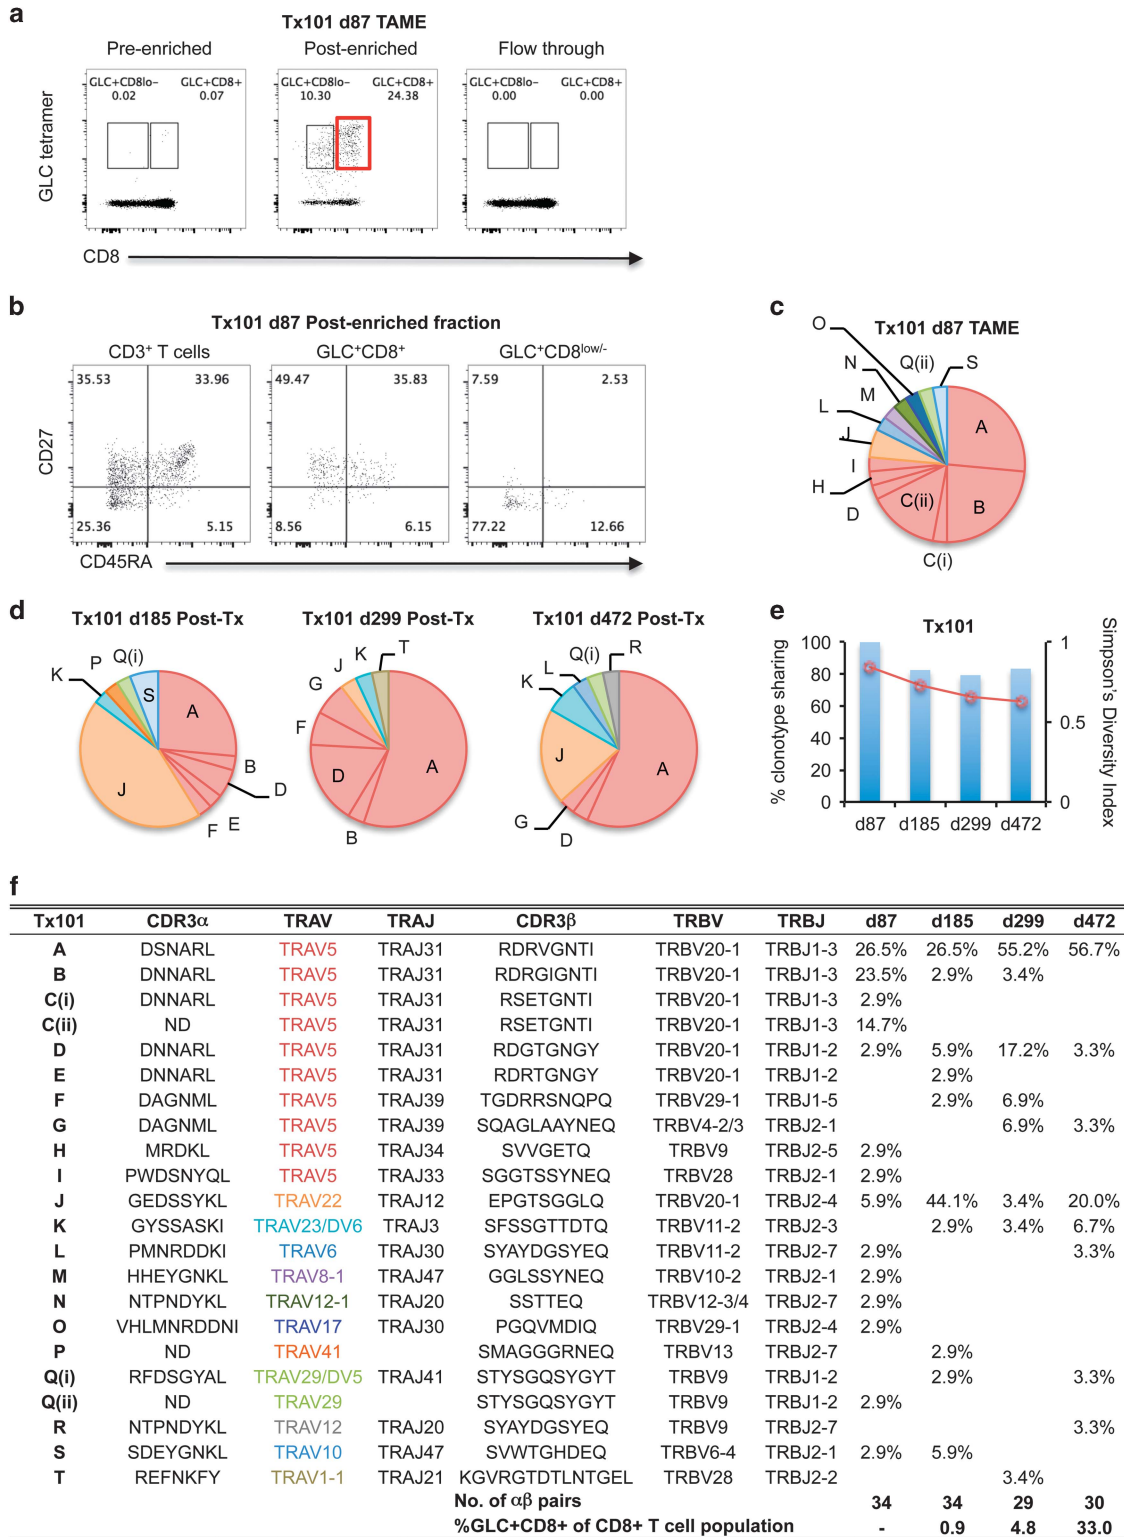 a
Tx101 d87 TAME
Pre-enriched Post-enriched Flow through
GLC+CD8lo- GLC+CD8+ GLC+CD8lo- GLC+CD8+ GLC+CD8lo- GLC+CD8+
0.02 0.07 10.30 24.38 0.00 0.00
GLC tetramer
CD8
b
Tx101 d87 Post-enriched fraction
CD3+ T cells GLC+CD8+ GLC+CD8low/-
35.53 33.96 49.47 35.83 7.59 2.53
CD27
25.36 5.15 8.56 6.15 77.22 12.66
CD45RA
c
Tx101 d87 TAME
O
Q(ii) S
N
M
L
A
J
I
H
C(ii)
B
D
C(i)
d
Tx101 d185 Post-Tx
K P Q(i)
S
A
B
D
J
E
F
Tx101 d299 Post-Tx
J K T
G
F
A
D
B
Tx101 d472 Post-Tx
Q(i) R
L
K
J
A
G
D
e
Tx101
% clonotype sharing
100
80
60
40
20
0
1
0.5
0
Simpson's Diversity Index
d87 d185 d299 d472
f
Tx101 CDR3α TRAV TRAJ CDR3β TRBV TRBJ d87 d185 d299 d472
A DSNARL TRAV5 TRAJ31 RDRVGNTI TRBV20-1 TRBJ1-3 26.5% 26.5% 55.2% 56.7%
B DNNARL TRAV5 TRAJ31 RDRGIGNTI TRBV20-1 TRBJ1-3 23.5% 2.9% 3.4%
C(i) DNNARL TRAV5 TRAJ31 RSETGNTI TRBV20-1 TRBJ1-3 2.9%
C(ii) ND TRAV5 TRAJ31 RSETGNTI TRBV20-1 TRBJ1-3 14.7%
D DNNARL TRAV5 TRAJ31 RDGTGNGY TRBV20-1 TRBJ1-2 2.9% 5.9% 17.2% 3.3%
E DNNARL TRAV5 TRAJ31 RDRTGNGY TRBV20-1 TRBJ1-2 2.9%
F DAGNML TRAV5 TRAJ39 TGDRRSNQPQ TRBV29-1 TRBJ1-5 2.9% 6.9%
G DAGNML TRAV5 TRAJ39 SQAGLAAYNEQ TRBV4-2/3 TRBJ2-1 6.9% 3.3%
H MRDKL TRAV5 TRAJ34 SVVGETQ TRBV9 TRBJ2-5 2.9%
I PWDSNYQL TRAV5 TRAJ33 SGGTSSYNEQ TRBV28 TRBJ2-1 2.9%
J GEDSSYKL TRAV22 TRAJ12 EPGTSGGLQ TRBV20-1 TRBJ2-4 5.9% 44.1% 3.4% 20.0%
K GYSSASKI TRAV23/DV6 TRAJ3 SFSSGTTDTQ TRBV11-2 TRBJ2-3 2.9% 3.4% 6.7%
L PMNRDDKI TRAV6 TRAJ30 SYAYDGSYEQ TRBV11-2 TRBJ2-7 2.9% 3.3%
M HHEYGNKL TRAV8-1 TRAJ47 GGLSSYNEQ TRBV10-2 TRBJ2-1 2.9%
N NTPNDYKL TRAV12-1 TRAJ20 SSTTEQ TRBV12-3/4 TRBJ2-7 2.9%
O VHLMNRDDNI TRAV17 TRAJ30 PGQVMDIQ TRBV29-1 TRBJ2-4 2.9%
P ND TRAV41 SMAGGGRNEQ TRBV13 TRBJ2-7 2.9%
Q(i) RFDSGYAL TRAV29/DV5 TRAJ41 STYSGQSYGYT TRBV9 TRBJ1-2 2.9% 3.3%
Q(ii) ND TRAV29 STYSGQSYGYT TRBV9 TRBJ1-2 2.9%
R NTPNDYKL TRAV12 TRAJ20 SYAYDGSYEQ TRBV9 TRBJ2-7 3.3%
S SDEYGNKL TRAV10 TRAJ47 SVWTGHDEQ TRBV6-4 TRBJ2-1 2.9% 5.9%
T REFNKFY TRAV1-1 TRAJ21 KGVRGTDTLNTGEL TRBV28 TRBJ2-2 3.4%
No. of αβ pairs 34 34 29 30
%GLC+CD8+ of CD8+ T cell population - 0.9 4.8 33.0